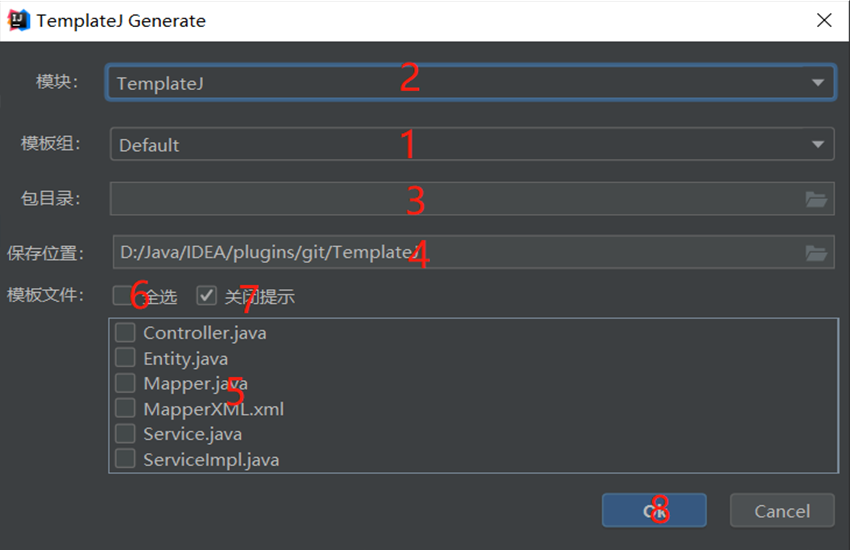 TemplateJ Generate
模块: TemplateJ 2
模板组: Default 1
包目录: 3
保存位置: D:/Java/IDEA/plugins/git/TemplateJ 4
模板文件: 6 全选 7 关闭提示
Controller.java
Entity.java
Mapper.java
5
MapperXML.xml
Service.java
ServiceImpl.java
OK 8 Cancel